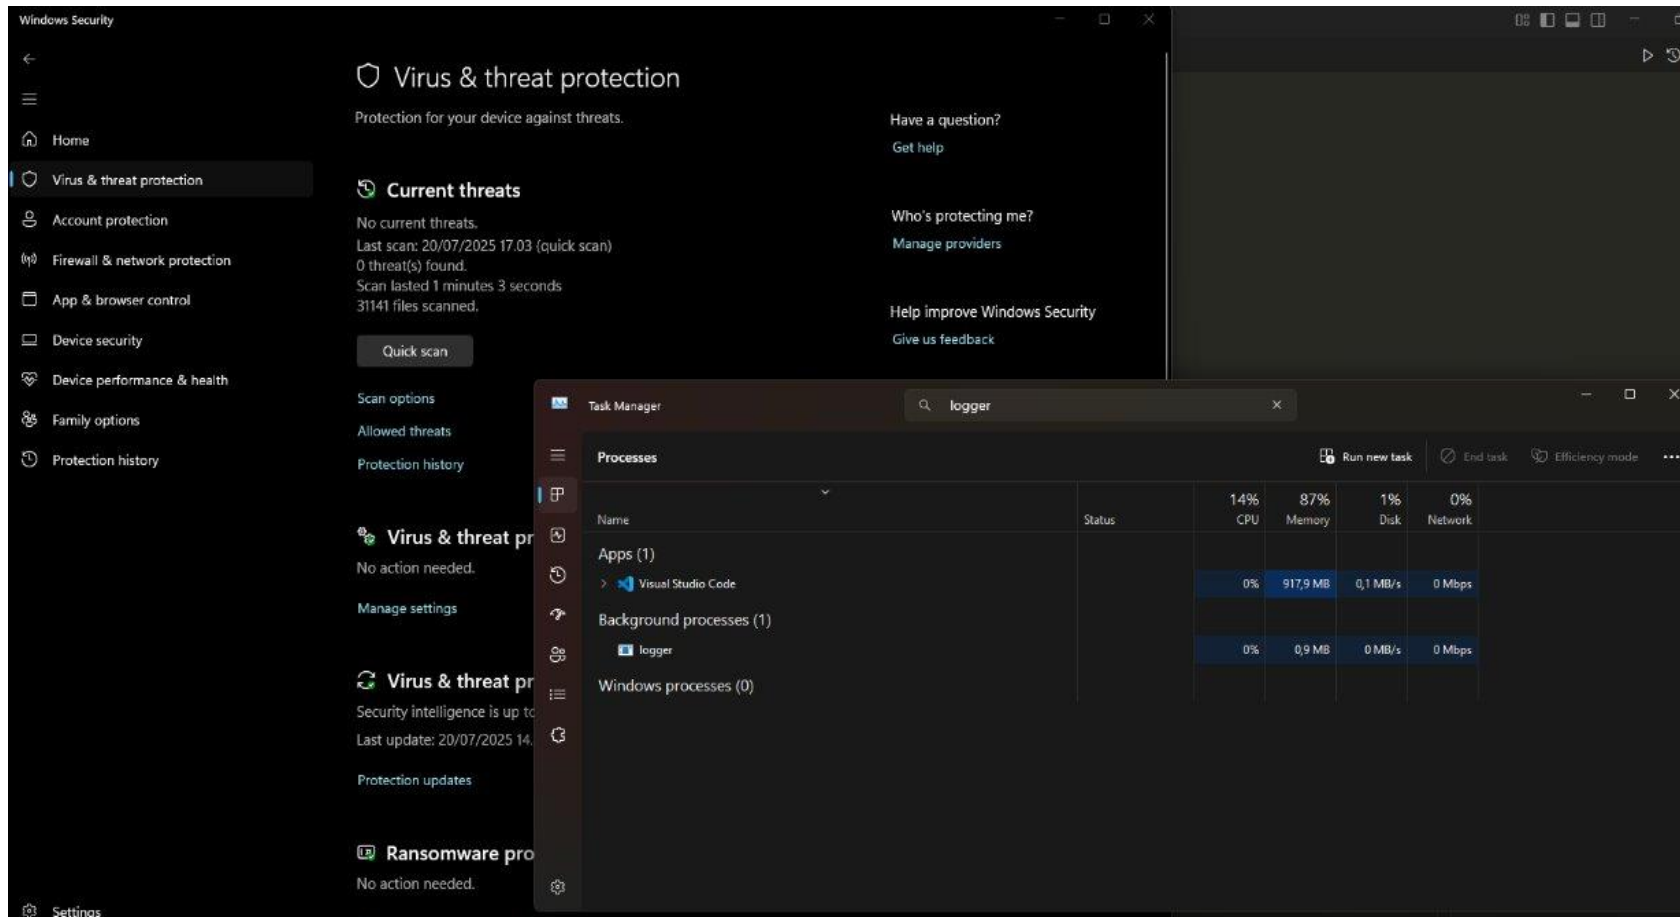 Windows Security
Home
Virus & threat protection
Account protection
Firewall & network protection
App & browser control
Device security
Device performance & health
Family options
Protection history
Settings
Virus & threat protection
Protection for your device against threats.
Current threats
No current threats.
Last scan: 20/07/2025 17.03 (quick scan)
0 threat(s) found.
Scan lasted 1 minutes 3 seconds
31141 files scanned.
Quick scan
Scan options
Allowed threats
Protection history
Virus & threat pr
No action needed.
Manage settings
Virus & threat pr
Security intelligence is up to
Last update: 20/07/2025 14.
Protection updates
Ransomware pro
No action needed.
Have a question?
Get help
Who's protecting me?
Manage providers
Help improve Windows Security
Give us feedback
Task Manager
logger
Processes
Run new task
End task
Efficiency mode
14% 87% 1% 0%
Name Status CPU Memory Disk Network
Apps (1)
Visual Studio Code 0% 917,9 MB 0,1 MB/s 0 Mbps
Background processes (1)
logger 0% 0,9 MB 0 MB/s 0 Mbps
Windows processes (0)